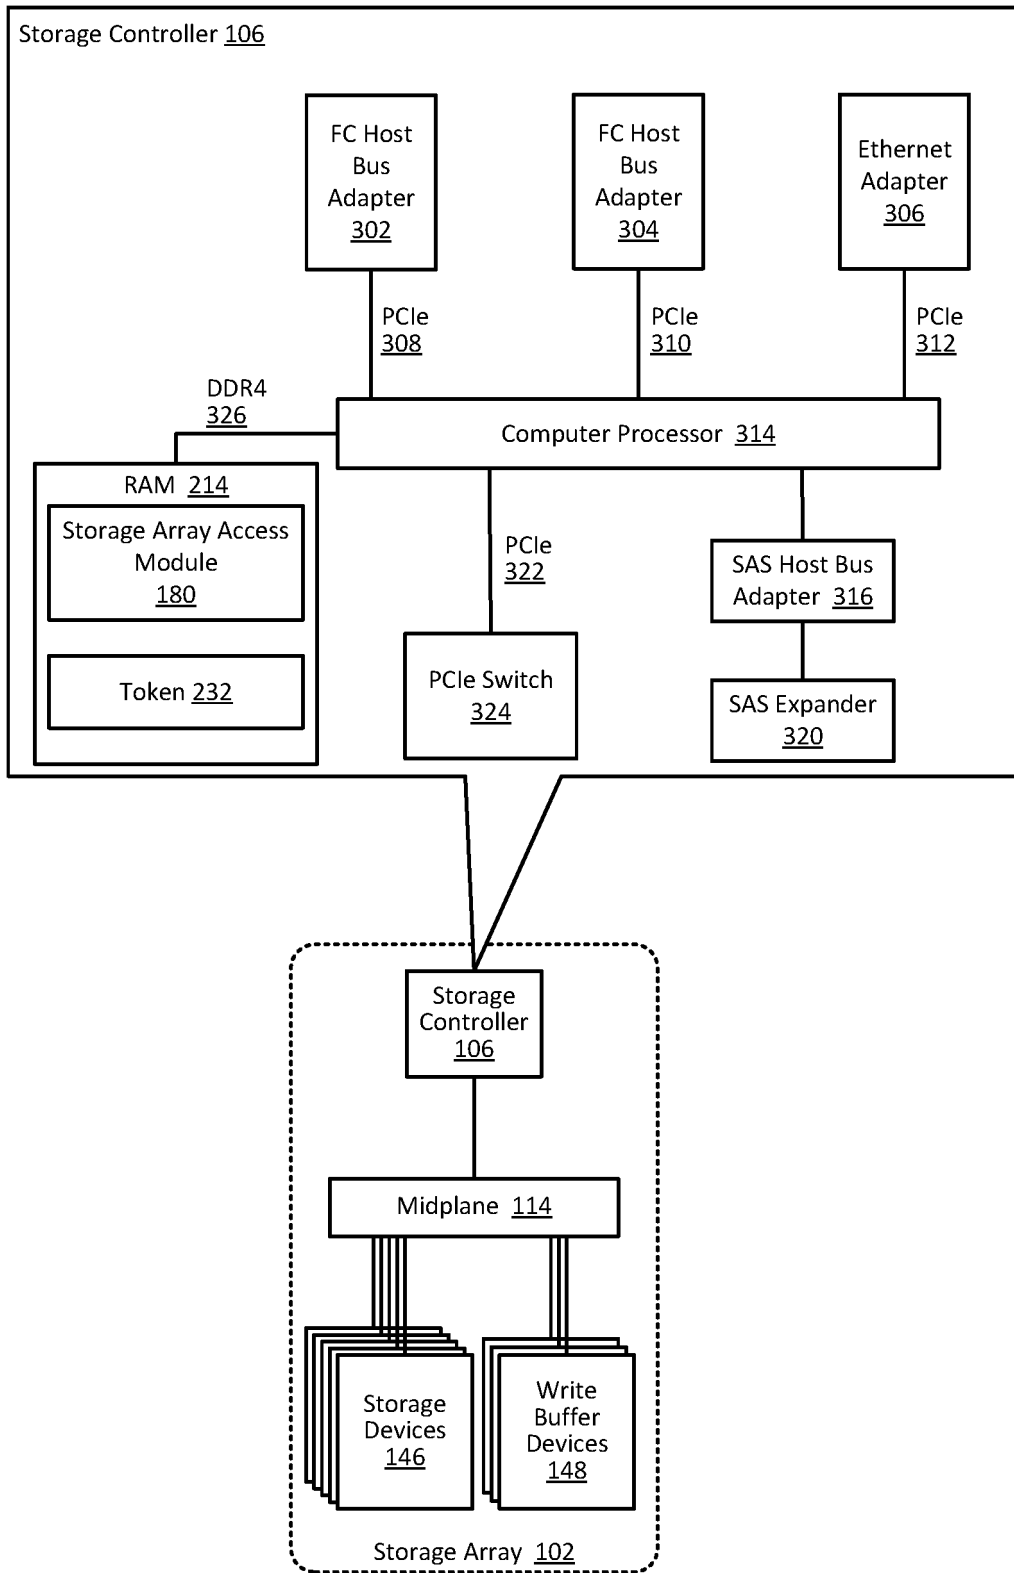 Storage Controller 106
FC Host
Bus
Adapter
302
FC Host
Bus
Adapter
304
Ethernet
Adapter
306
PCIe
308
PCIe
310
PCIe
312
DDR4
326
Computer Processor 314
RAM 214
Storage Array Access
Module
180
Token 232
PCIe
322
PCIe Switch
324
SAS Host Bus
Adapter 316
SAS Expander
320
Storage
Controller
106
Midplane 114
Storage
Devices
146
Write
Buffer
Devices
148
Storage Array 102